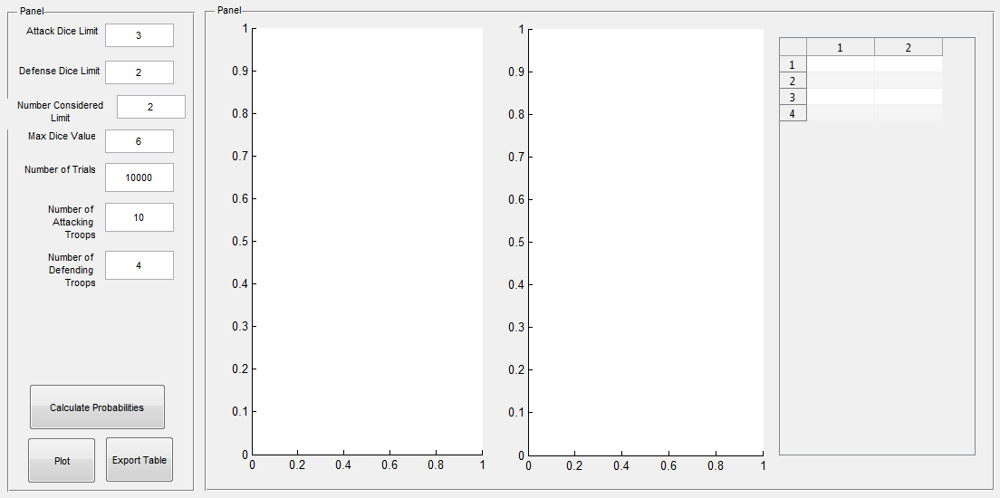 Panel
Attack Dice Limit
3
Defense Dice Limit
2
Number Considered
Limit
2
Max Dice Value
6
Number of Trials
10000
Number of
Attacking
Troops
10
Number of
Defending
Troops
4
Calculate Probabilities
Plot
Export Table
Panel
1
0.9
0.8
0.7
0.6
0.5
0.4
0.3
0.2
0.1
0
0 0.2 0.4 0.6 0.8 1
1
0.9
0.8
0.7
0.6
0.5
0.4
0.3
0.2
0.1
0
0 0.2 0.4 0.6 0.8 1
1 2
1
2
3
4